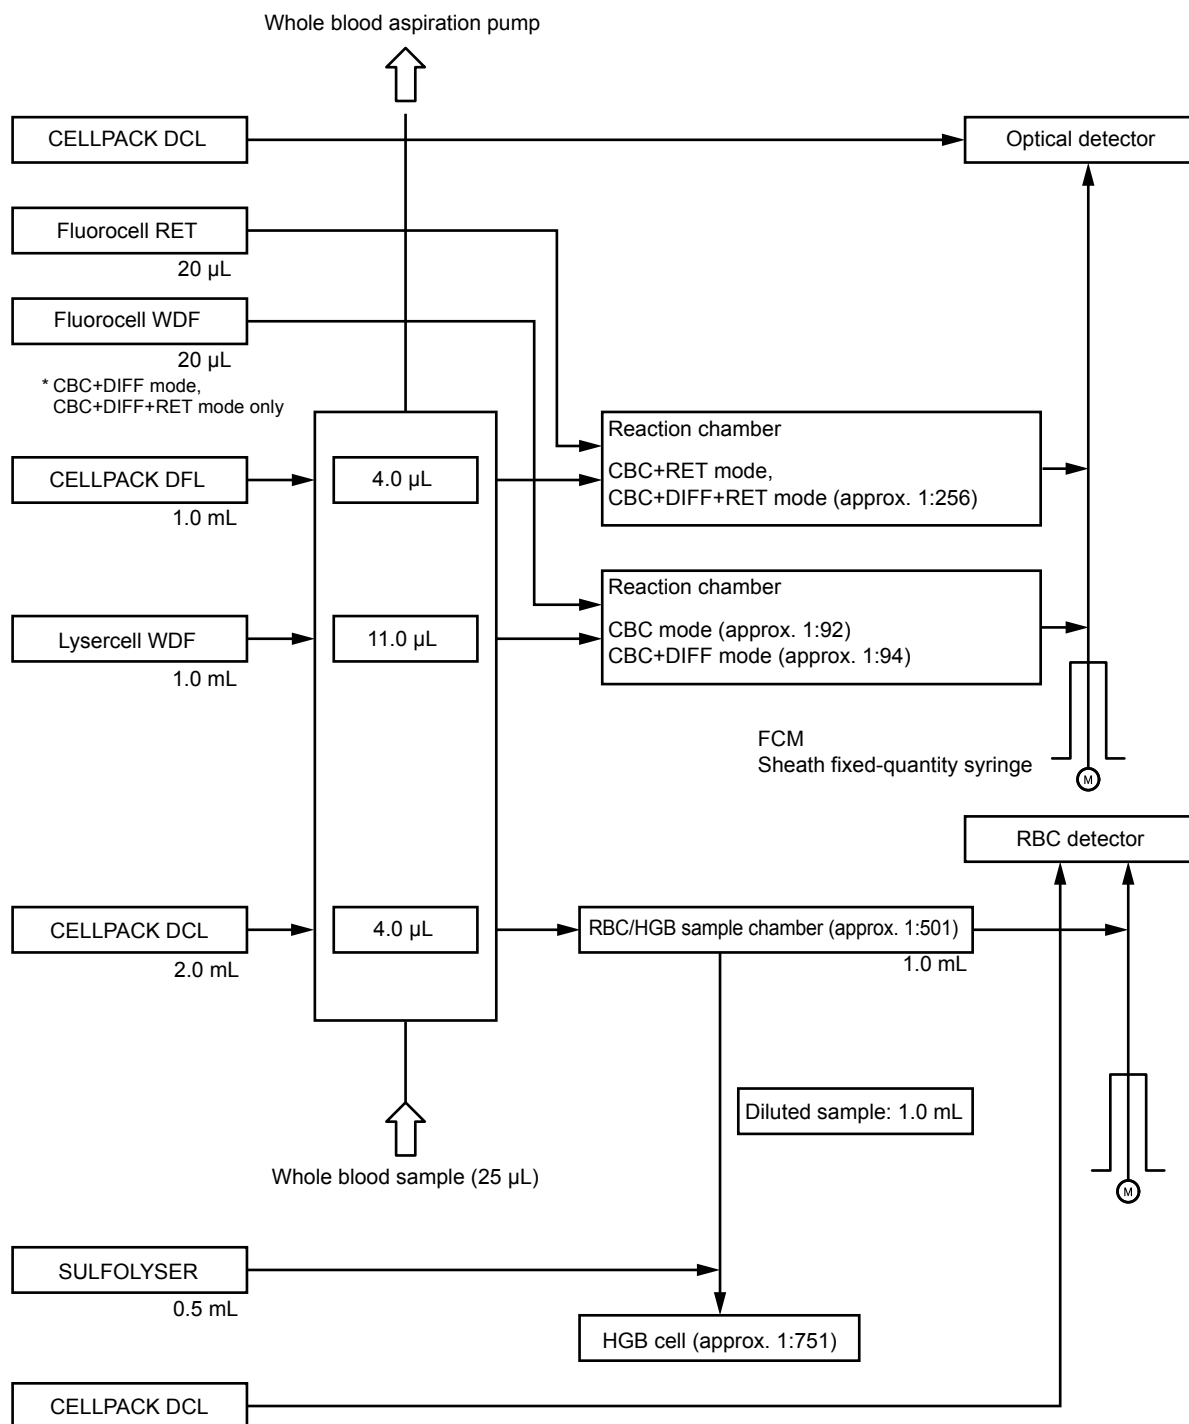 Whole blood aspiration pump
CELLPACK DCL
Optical detector
Fluorocell RET
20 µL
Fluorocell WDF
20 µL
* CBC+DIFF mode,
CBC+DIFF+RET mode only
Reaction chamber
CBC+RET mode,
CBC+DIFF+RET mode (approx. 1:256)
CELLPACK DFL
4.0 µL
1.0 mL
Reaction chamber
CBC mode (approx. 1:92)
CBC+DIFF mode (approx. 1:94)
Lysercell WDF
11.0 µL
1.0 mL
FCM
Sheath fixed-quantity syringe
M
RBC detector
CELLPACK DCL
4.0 µL
RBC/HGB sample chamber (approx. 1:501)
2.0 mL
1.0 mL
Diluted sample: 1.0 mL
Whole blood sample (25 µL)
M
SULFOLYSER
0.5 mL
HGB cell (approx. 1:751)
CELLPACK DCL